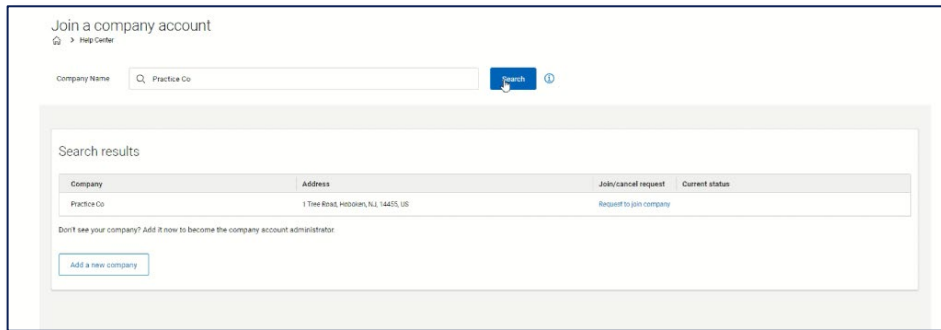 Join a company account
> Help Center
Company Name Practice Co Search
Search results
Company Address Join/cancel request Current status
Practice Co 1 Tree Road, Hoboken, NJ, 14455, US Request to join company
Don't see your company? Add it now to become the company account administrator.
Add a new company